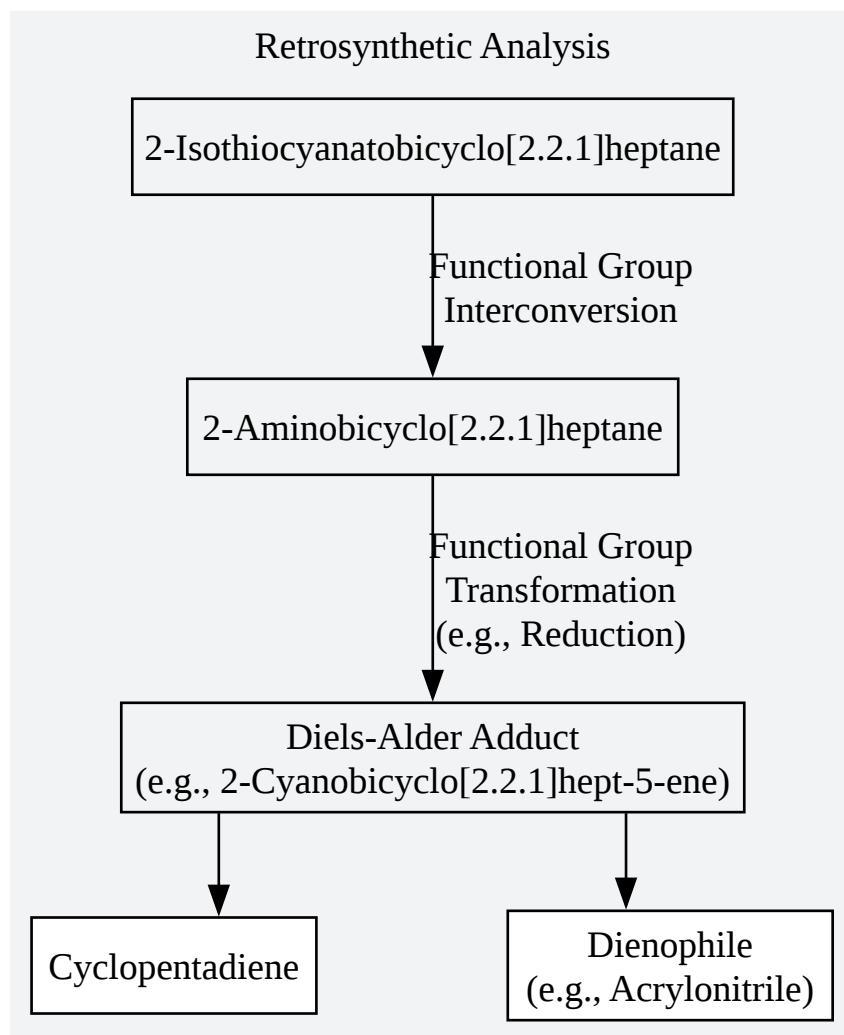 Retrosynthetic Analysis
2-Isothiocyanatobicyclo[2.2.1]heptane
Functional Group
Interconversion
2-Aminobicyclo[2.2.1]heptane
Functional Group
Transformation
(e.g., Reduction)
Diels-Alder Adduct
(e.g., 2-Cyanobicyclo[2.2.1]hept-5-ene)
Cyclopentadiene
Dienophile
(e.g., Acrylonitrile)